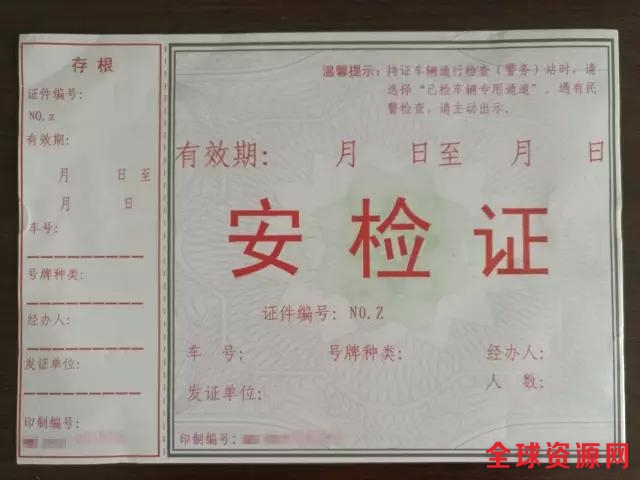 存根
证件编号:
NO.z
有效期:
月 日 至
月 日
车号:
号牌种类:
经办人:
发证单位:
印制编号:
温馨提示: 持证车辆通行检查(警务)站时, 请
选择“已检车辆专用通道”、遇有民
警检查, 请主动出示。
有效期: 月 日至 月 日
安检证
证件编号: NO.Z
车 号: 号牌种类: 经办人:
发证单位: 人 数:
印制编号:
全球资源网